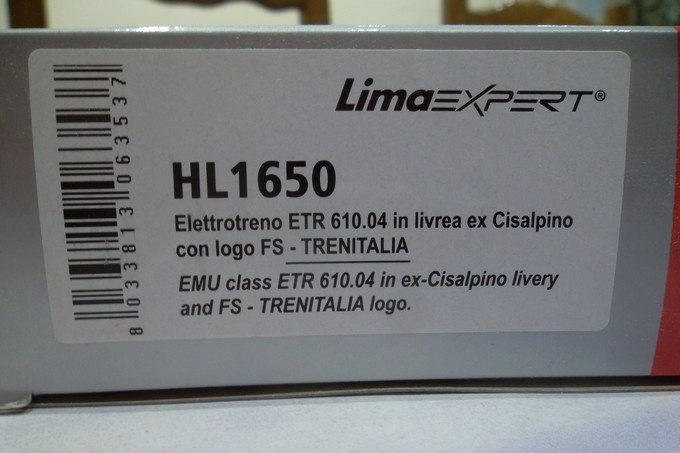 LimaEXPERT®
HL1650
Elettrotreno ETR 610.04 in livrea ex Cisalpino
con logo FS - TRENITALIA
EMU class ETR 610.04 in ex-Cisalpino livery
and FS - TRENITALIA logo.
8 033813 063537